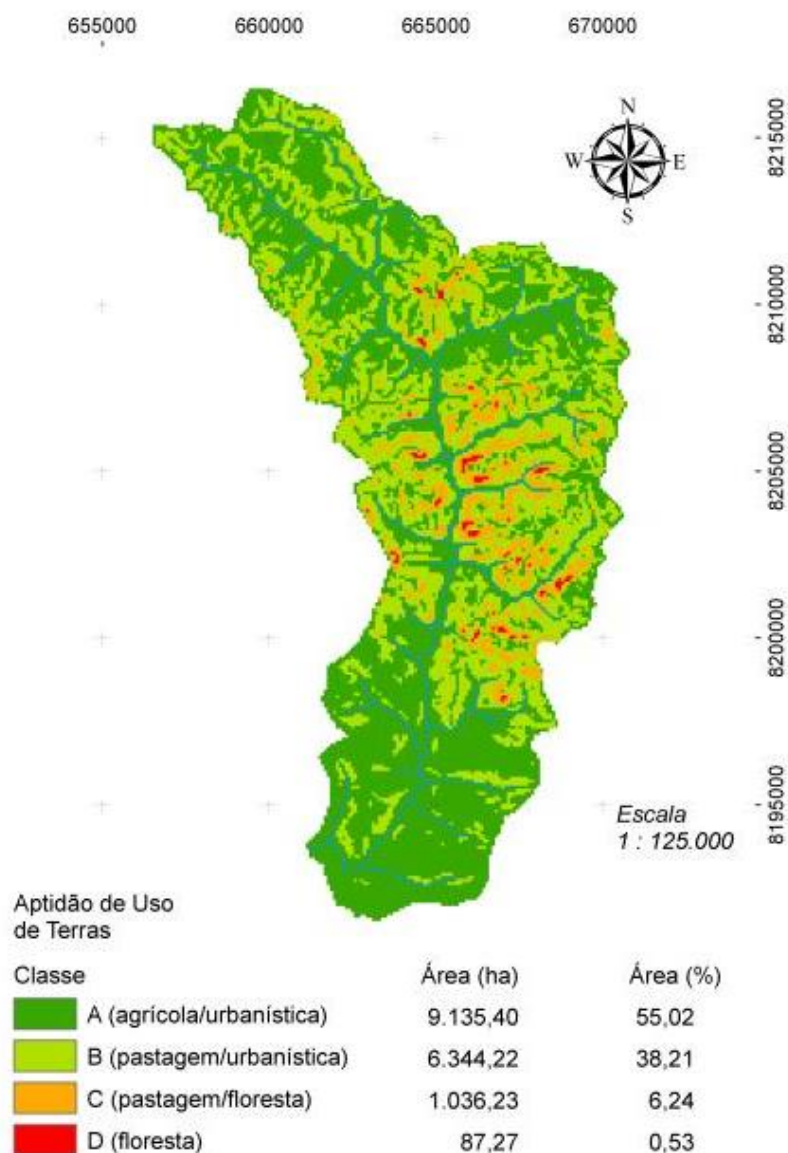 655000 660000 665000 670000
N
W E
S
8215000
8210000
8205000
8200000
8195000
Escala
1 : 125.000
Aptidão de Uso
de Terras
Classe Área (ha) Área (%)
A (agrícola/urbanística) 9.135,40 55,02
B (pastagem/urbanística) 6.344,22 38,21
C (pastagem/floresta) 1.036,23 6,24
D (floresta) 87,27 0,53